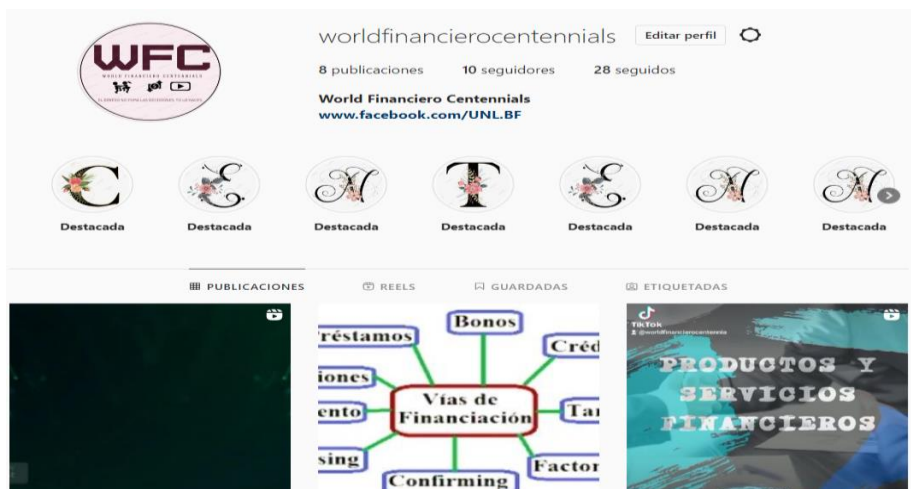 worldfinancierocentennials Editar perfil
WFC
WORLD FINANCIERO CENTENNIALS
8 publicaciones 10 seguidores 28 seguidos
World Financiero Centennials
www.facebook.com/UNL.BF
C E N T E N N
Destacada Destacada Destacada Destacada Destacada Destacada Destacada
PUBLICACIONES REELS GUARDADAS ETIQUETADAS
Bonos
réstamos
Créd
iones
Vías de
Financiación
ento
Tar
sing
Factor
Confirming
TikTok
PRODUCTOS Y
SERVICIOS
FINANCIEROS